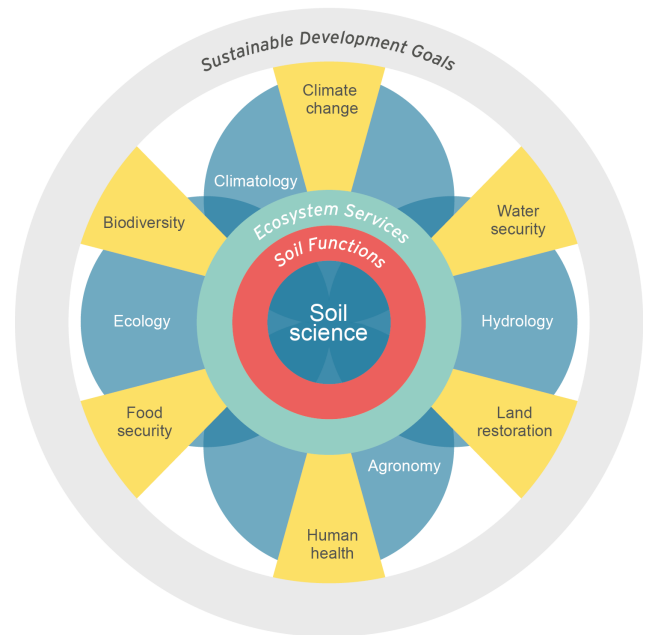 Sustainable Development Goals
Climate
change
Climatology
Biodiversity
Water
security
Ecosystem Services
Soil Functions
Soil
science
Ecology
Hydrology
Food
security
Land
restoration
Agronomy
Human
health